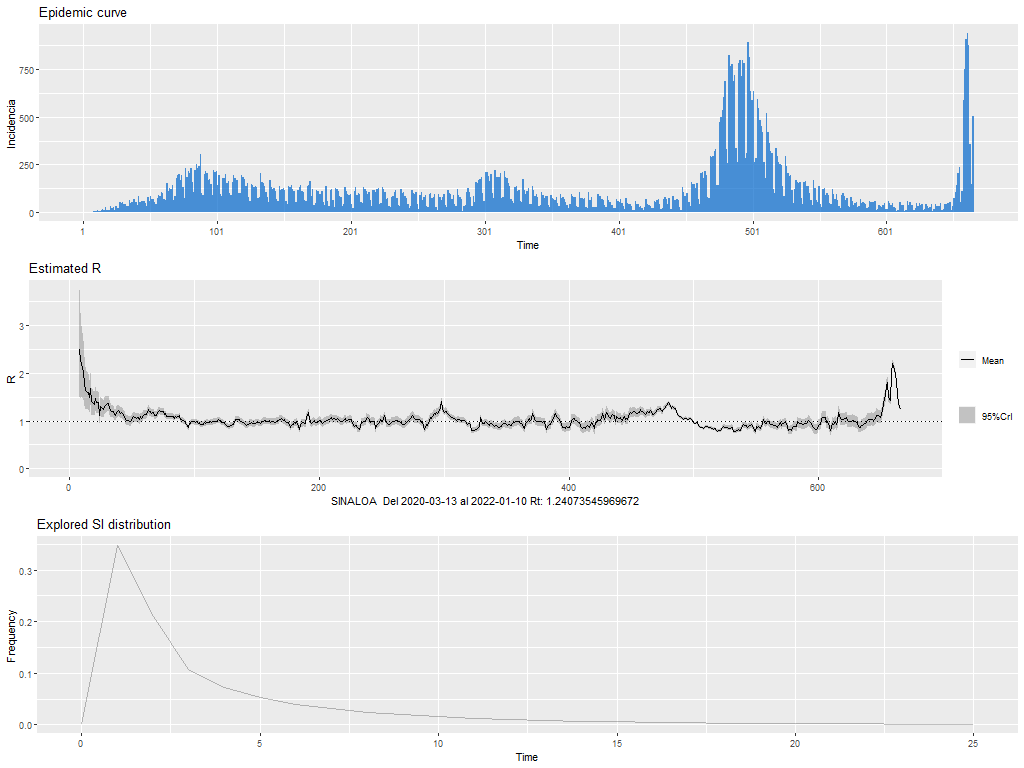 Epidemic curve
Incidencia
750
500
250
0
1 101 201 301 401 501 601
Time
Estimated R
R
3
2
1
0
Mean
95%CrI
0 200 400 600
SINALOA Del 2020-03-13 al 2022-01-10 Rt: 1.24073545969672
Explored SI distribution
Frequency
0.3
0.2
0.1
0.0
0 5 10 15 20 25
Time